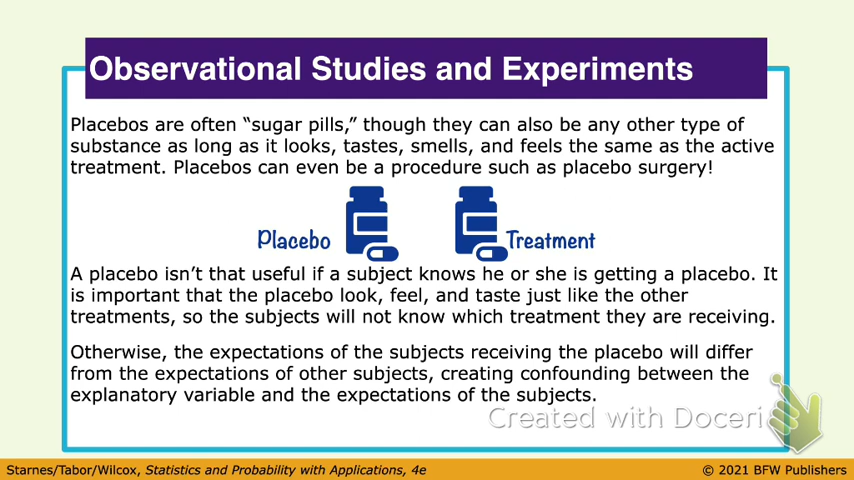 Observational Studies and Experiments
Placebos are often “sugar pills,” though they can also be any other type of
substance as long as it looks, tastes, smells, and feels the same as the active
treatment. Placebos can even be a procedure such as placebo surgery!
Placebo
Treatment
A placebo isn’t that useful if a subject knows he or she is getting a placebo. It
is important that the placebo look, feel, and taste just like the other
treatments, so the subjects will not know which treatment they are receiving.
Otherwise, the expectations of the subjects receiving the placebo will differ
from the expectations of other subjects, creating confounding between the
explanatory variable and the expectations of the subjects.
Created with Doceri
Starnes/Tabor/Wilcox, Statistics and Probability with Applications, 4e
© 2021 BFW Publishers